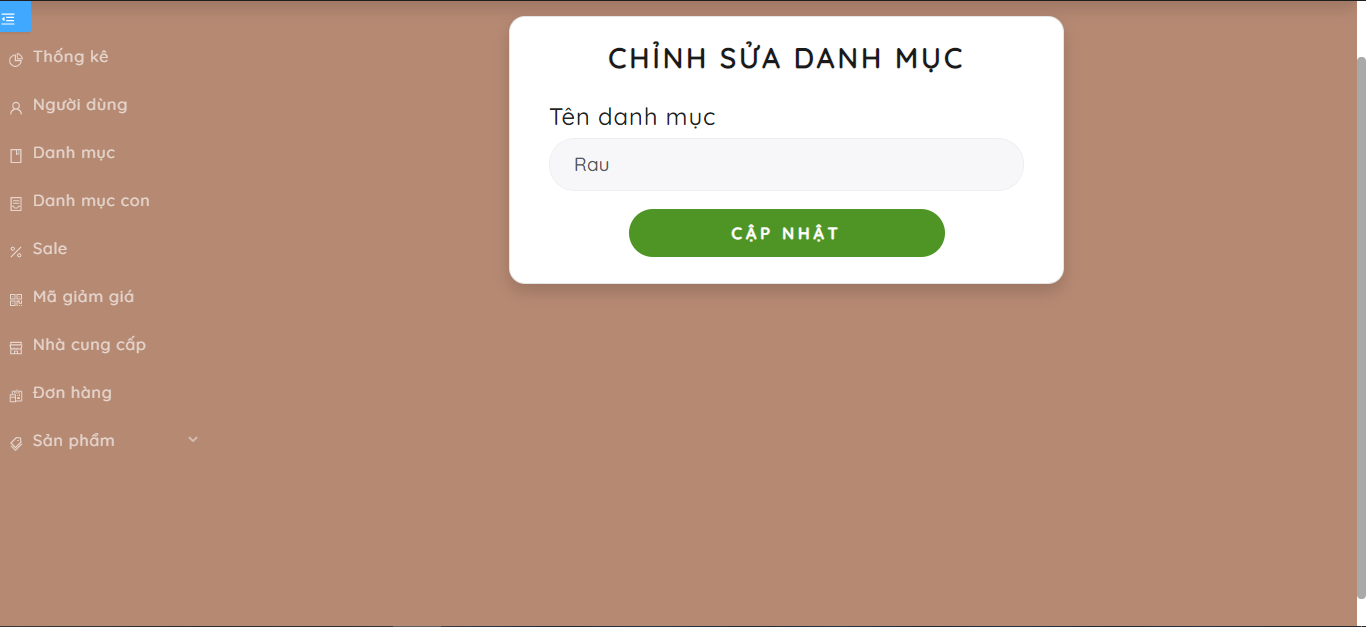 Thống kê
Người dùng
Danh mục
Danh mục con
Sale
Mã giảm giá
Nhà cung cấp
Đơn hàng
Sản phẩm
CHỈNH SỬA DANH MỤC
Tên danh mục
Rau
CẬP NHẬT